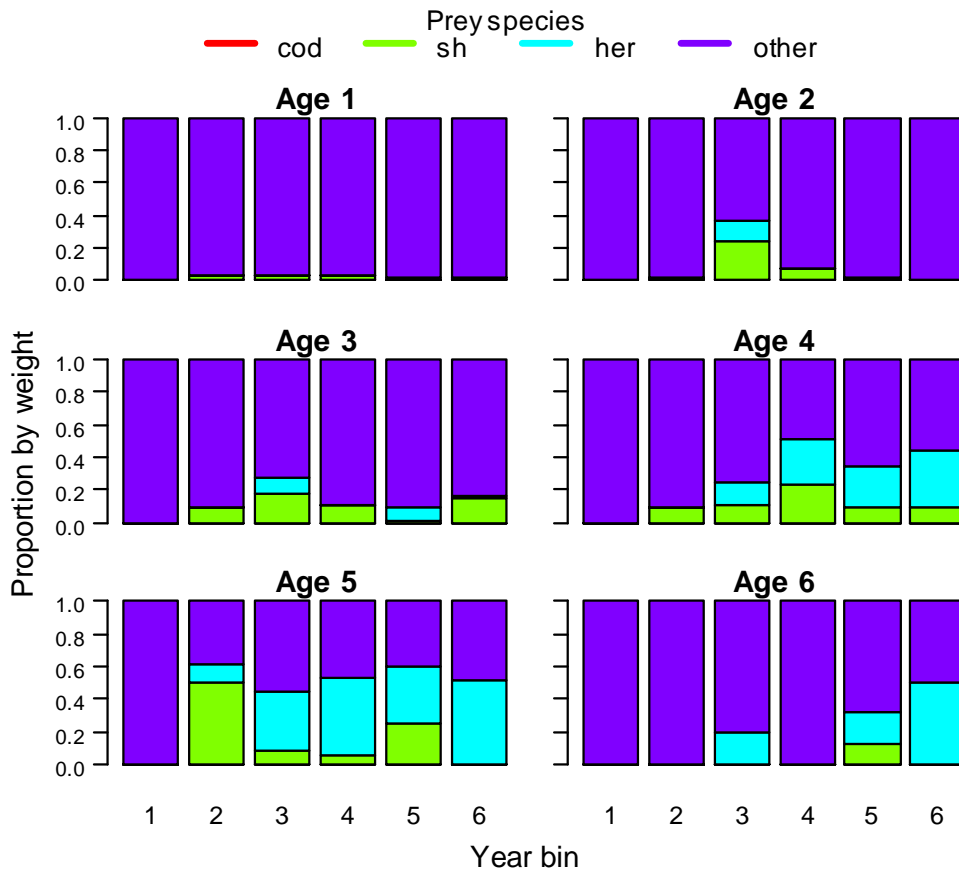 Prey species
cod sh her other
Age 1 Age 2
1.0
0.8
0.6
0.4
0.2
0.0
Age 3 Age 4
1.0
0.8
0.6
0.4
0.2
0.0
Age 5 Age 6
1.0
0.8
0.6
0.4
0.2
0.0
Proportion by weight
1 2 3 4 5 6 1 2 3 4 5 6
Year bin